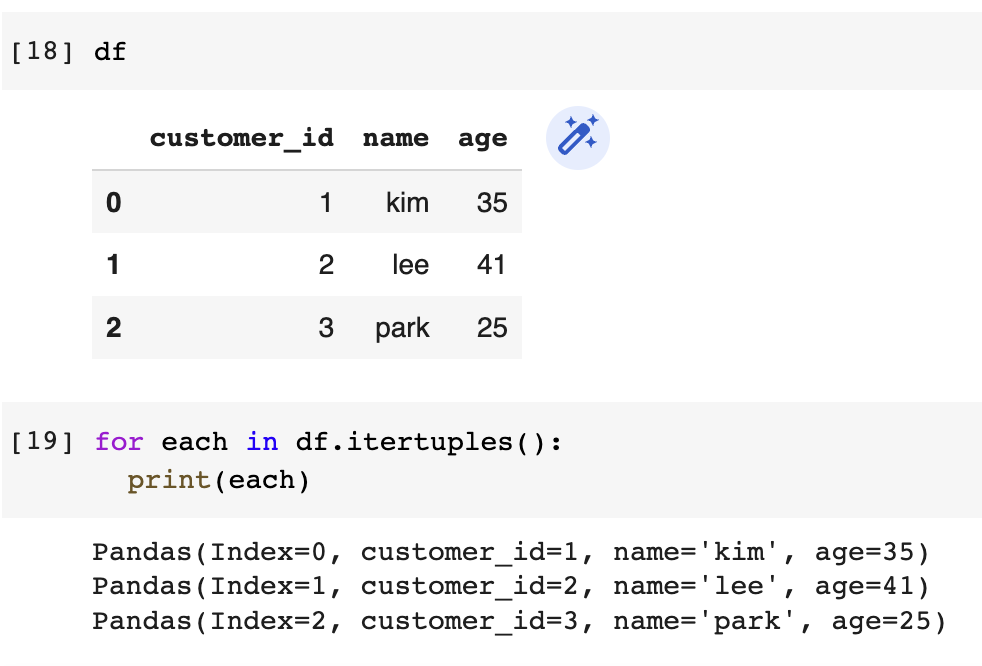 [18] df
customer_id name age
0 1 kim 35
1 2 lee 41
2 3 park 25
[19] for each in df.itertuples():
print(each)
Pandas(Index=0, customer_id=1, name='kim', age=35)
Pandas(Index=1, customer_id=2, name='lee', age=41)
Pandas(Index=2, customer_id=3, name='park', age=25)